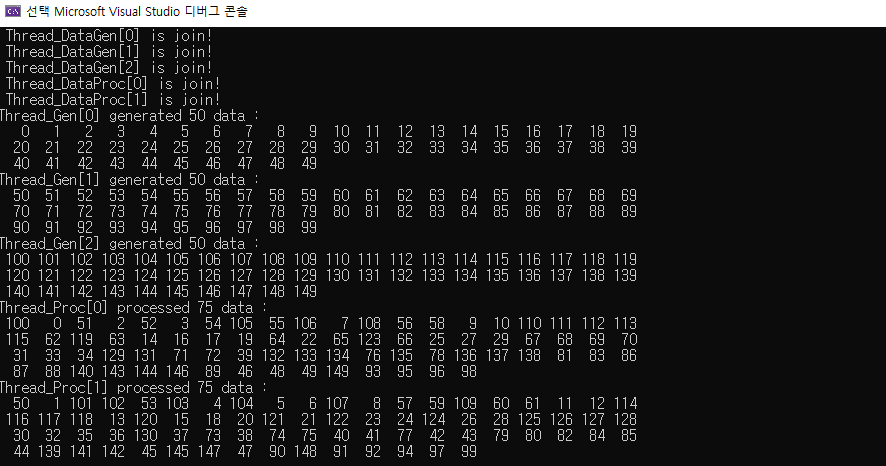 선택 Microsoft Visual Studio 디버그 콘솔
Thread_DataGen[0] is join!
Thread_DataGen[1] is join!
Thread_DataGen[2] is join!
Thread_DataProc[0] is join!
Thread_DataProc[1] is join!
Thread_Gen[0] generated 50 data :
0 1 2 3 4 5 6 7 8 9 10 11 12 13 14 15 16 17 18 19
20 21 22 23 24 25 26 27 28 29 30 31 32 33 34 35 36 37 38 39
40 41 42 43 44 45 46 47 48 49
Thread_Gen[1] generated 50 data :
50 51 52 53 54 55 56 57 58 59 60 61 62 63 64 65 66 67 68 69
70 71 72 73 74 75 76 77 78 79 80 81 82 83 84 85 86 87 88 89
90 91 92 93 94 95 96 97 98 99
Thread_Gen[2] generated 50 data :
100 101 102 103 104 105 106 107 108 109 110 111 112 113 114 115 116 117 118 119
120 121 122 123 124 125 126 127 128 129 130 131 132 133 134 135 136 137 138 139
140 141 142 143 144 145 146 147 148 149
Thread_Proc[0] processed 75 data :
100 0 51 2 52 3 54 105 55 106 7 108 56 58 9 10 110 111 112 113
115 62 119 63 14 16 17 19 64 22 65 123 66 25 27 29 67 68 69 70
31 33 34 129 131 71 72 39 132 133 134 76 135 78 136 137 138 81 83 86
87 88 140 143 144 146 89 46 48 49 149 93 95 96 98
Thread_Proc[1] processed 75 data :
50 1 101 102 53 103 4 104 5 6 107 8 57 59 109 60 61 11 12 114
116 117 118 13 120 15 18 20 121 21 122 23 24 124 26 28 125 126 127 128
30 32 35 36 130 37 73 38 74 75 40 41 77 42 43 79 80 82 84 85
44 139 141 142 45 145 147 47 90 148 91 92 94 97 99